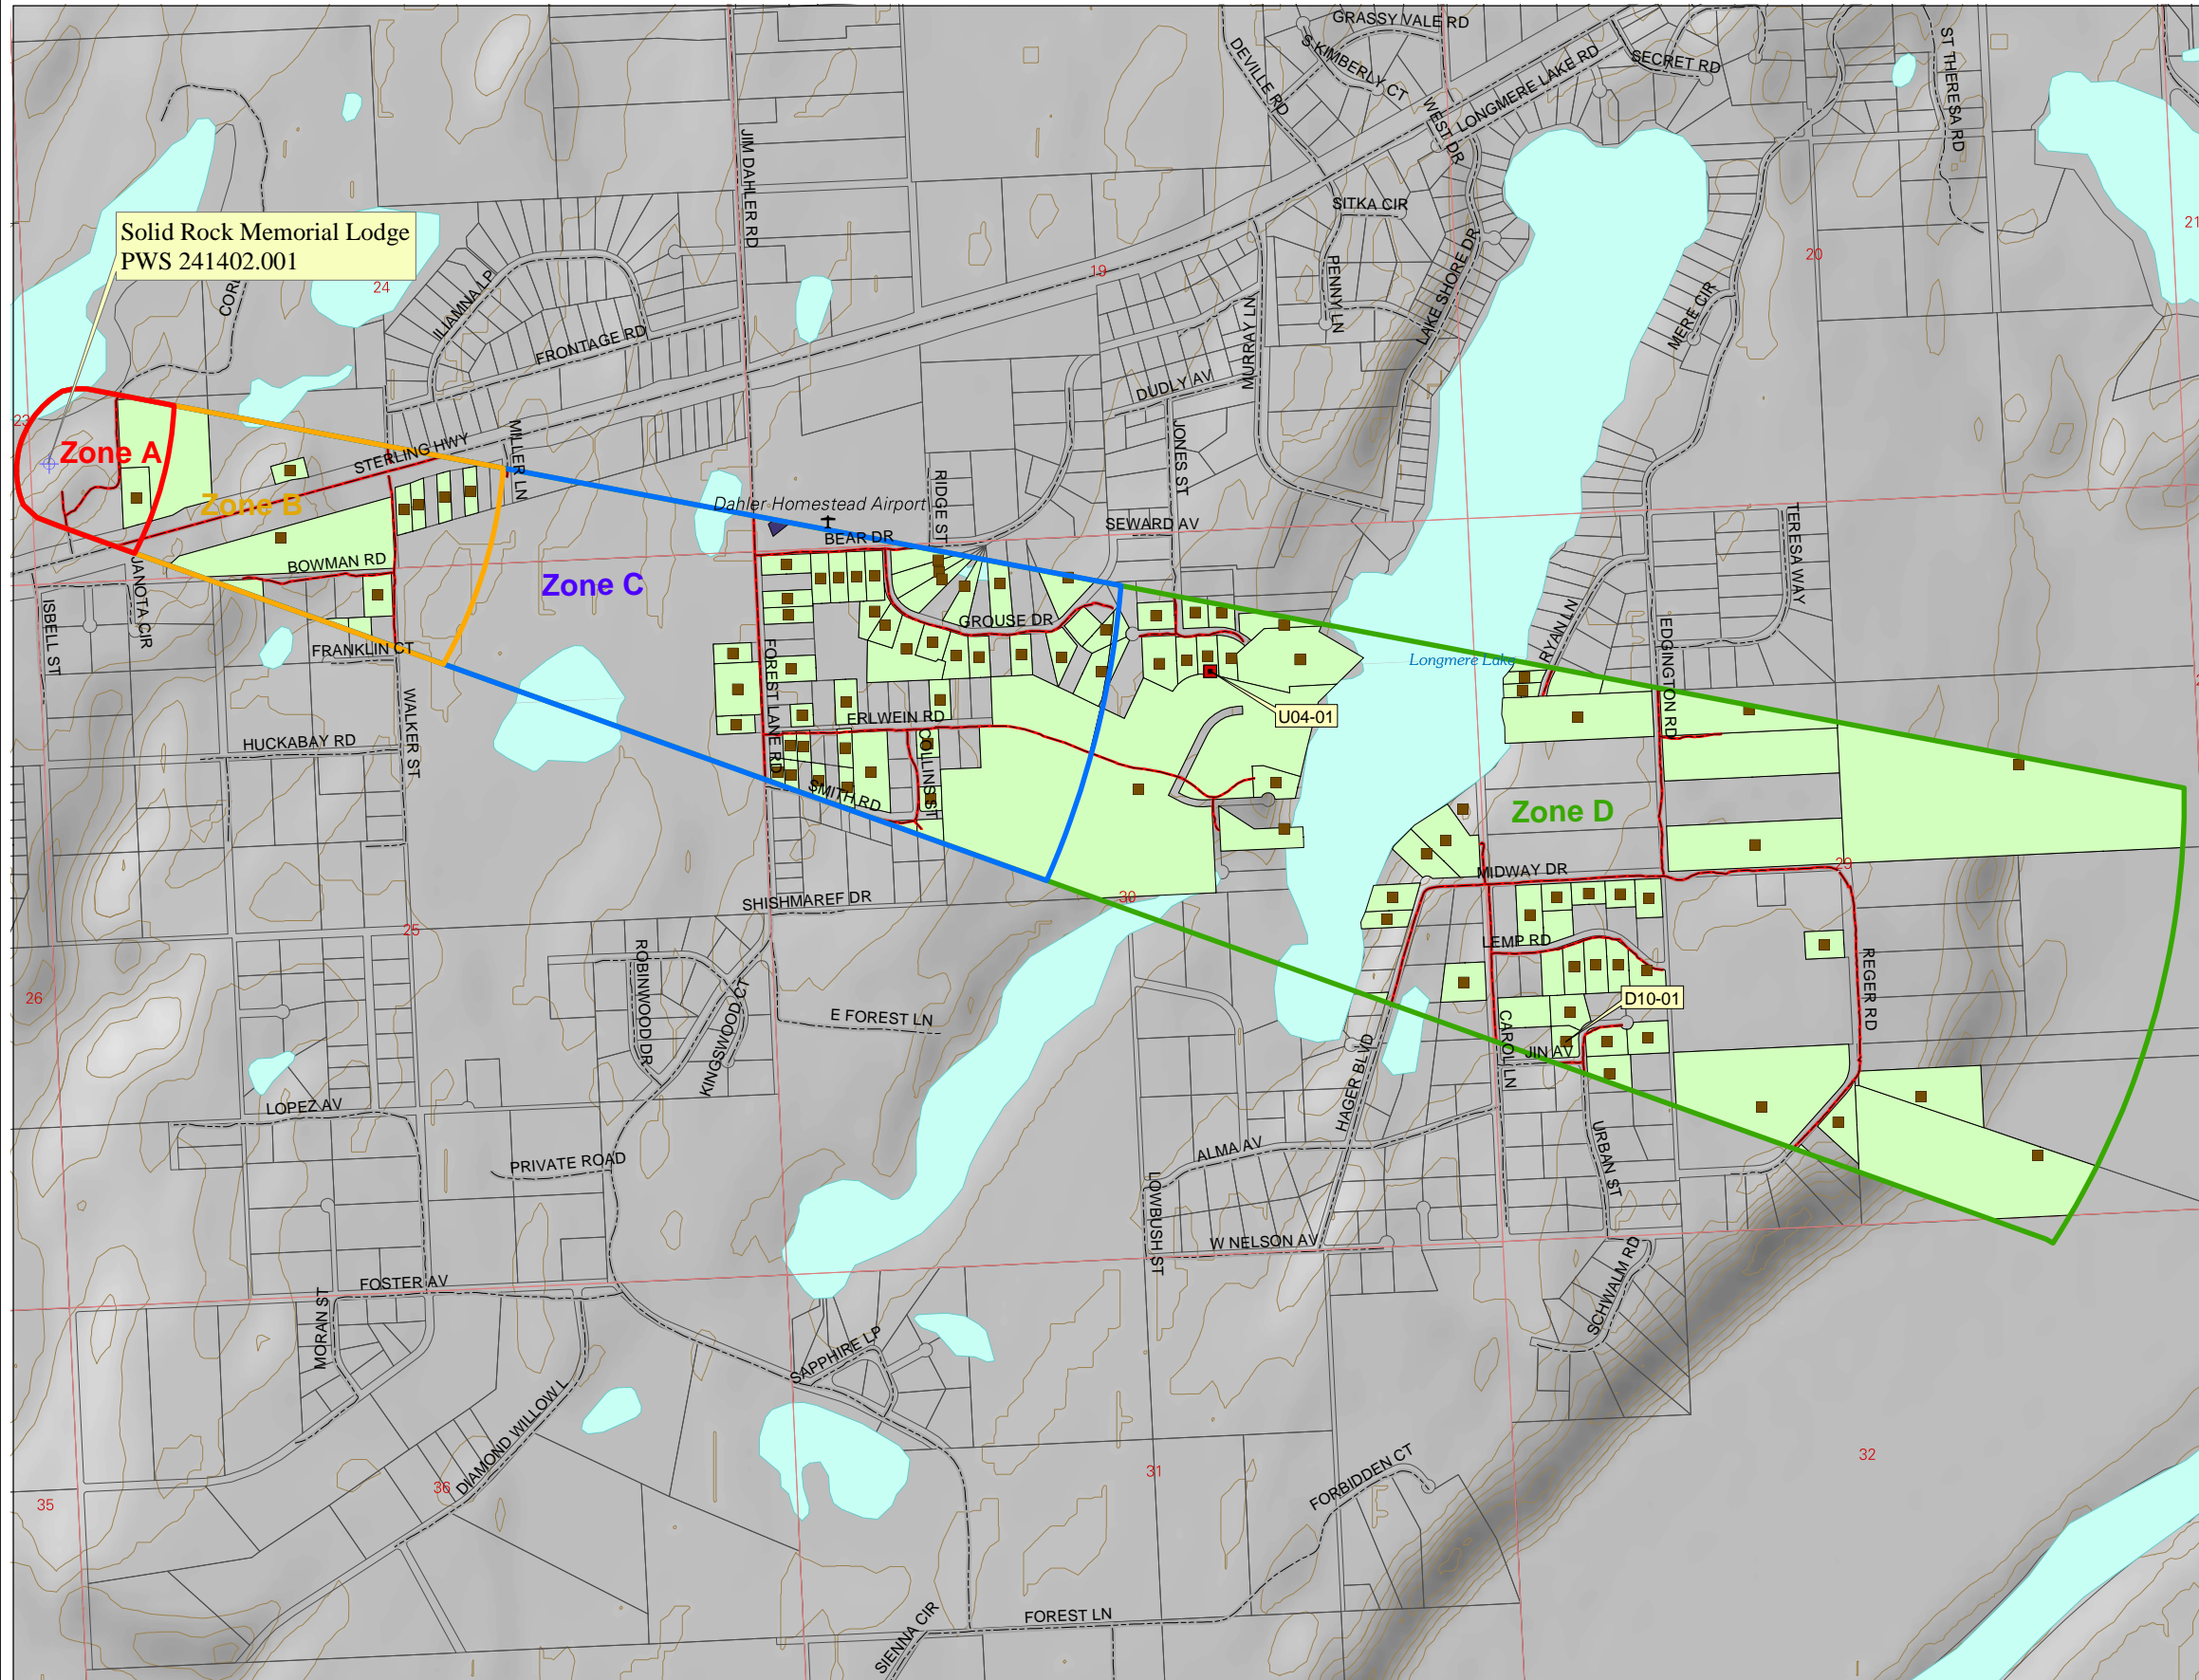 GRASSY VALE RD
S KIMBERLY CT
DEVILLE RD
LONGMERE LAKE RD
SECRET RD
ST THERESA RD
WEST DR
JIM DAHLER RD
SITKA CIR
Solid Rock Memorial Lodge
PWS 241402.001
21
20
19
24
PENNY LN
LAKE SHORE DR
MERE CIR
ILIAMNA LP
FRONTAGE RD
MURRAY LN
DUDLY AV
23
Zone A
STERLING HWY
MILLER LN
JONES ST
RIDGE ST
Zone B
Dahler Homestead Airport
SEWARD AV
TERESA WAY
BEAR DR
BOWMAN RD
JANOTA CIR
ISBELL ST
Zone C
GROUSE DR
RYAN LN
EDGINGTON RD
FRANKLIN CT
FOREST LANE RD
Longmere Lake
U04-01
WALKER ST
ERLWEIN RD
HUCKABAY RD
COLLINS ST
SMITH RD
Zone D
MIDWAY DR
29
30
SHISHMAREF DR
25
LEMP RD
ROBINWOOD DR
KINGSWOOD CT
REGER RD
26
D10-01
E FOREST LN
CAROL LN
JIN AV
HAGER BLVD
LOPEZ AV
URBAN ST
ALMA AV
PRIVATE ROAD
LOWBUSH ST
W NELSON AV
SCHWALM RD
FOSTER AV
MORAN ST
SAPPHIRE LP
DIAMOND WILLOW L
32
31
36
35
FORBIDDEN CT
FOREST LN
SIENNA CIR